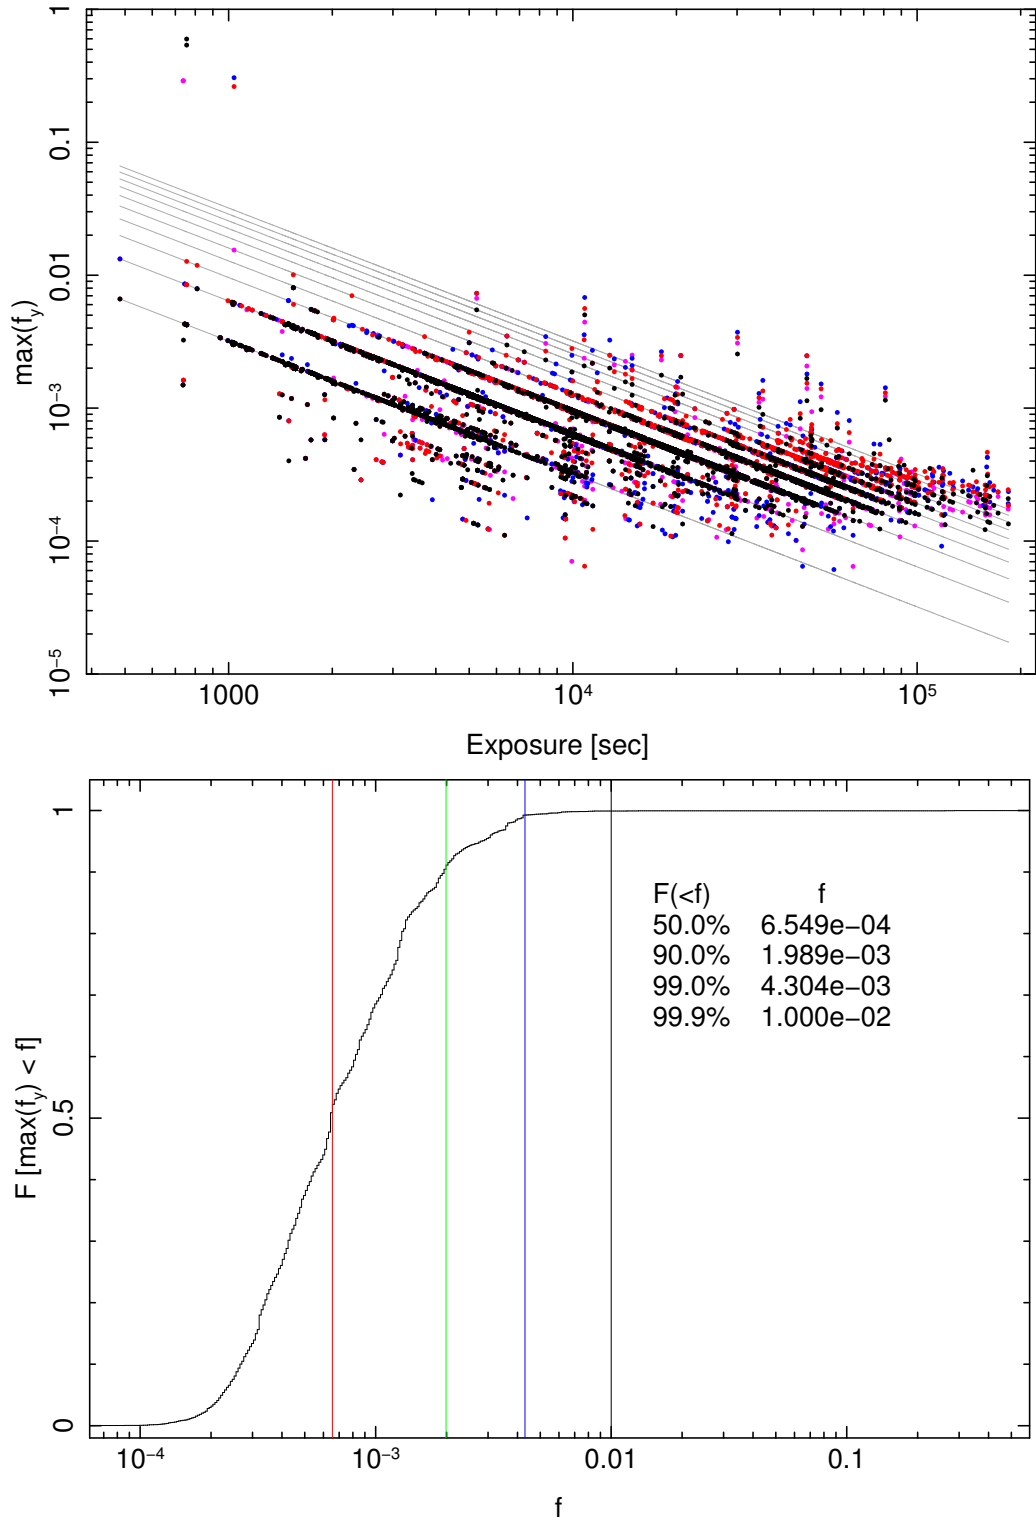 1
0.1
0.01
10⁻³
10⁻⁴
10⁻⁵
max(f_y)
1000
10⁴
10⁵
Exposure [sec]
1
0.5
0
F [max(f_y) < f]
F(<f) f
50.0% 6.549e−04
90.0% 1.989e−03
99.0% 4.304e−03
99.9% 1.000e−02
10⁻⁴
10⁻³
0.01
0.1
f